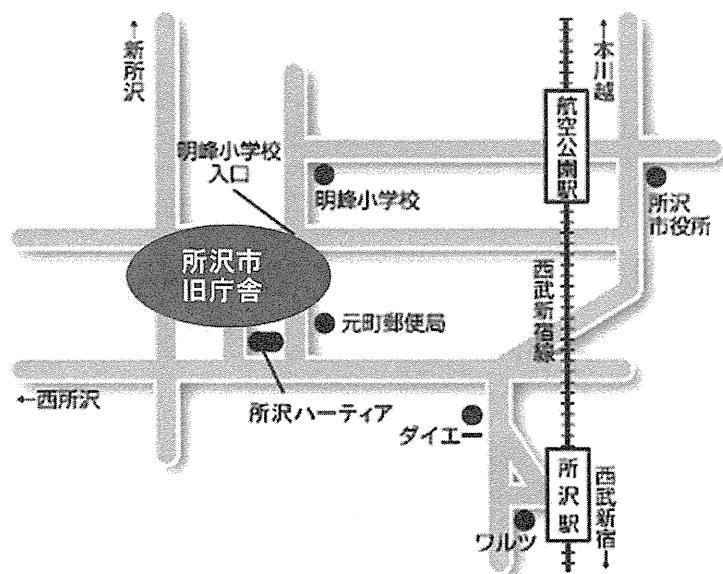 ↑新所沢
↑本川越
航空公園駅
明峰小学校
入口
明峰小学校
所沢
市役所
所沢市
旧庁舎
西武新宿線
元町郵便局
←西所沢
所沢ハーティア
ダイエー
所沢駅
西武新宿→
ワルツ